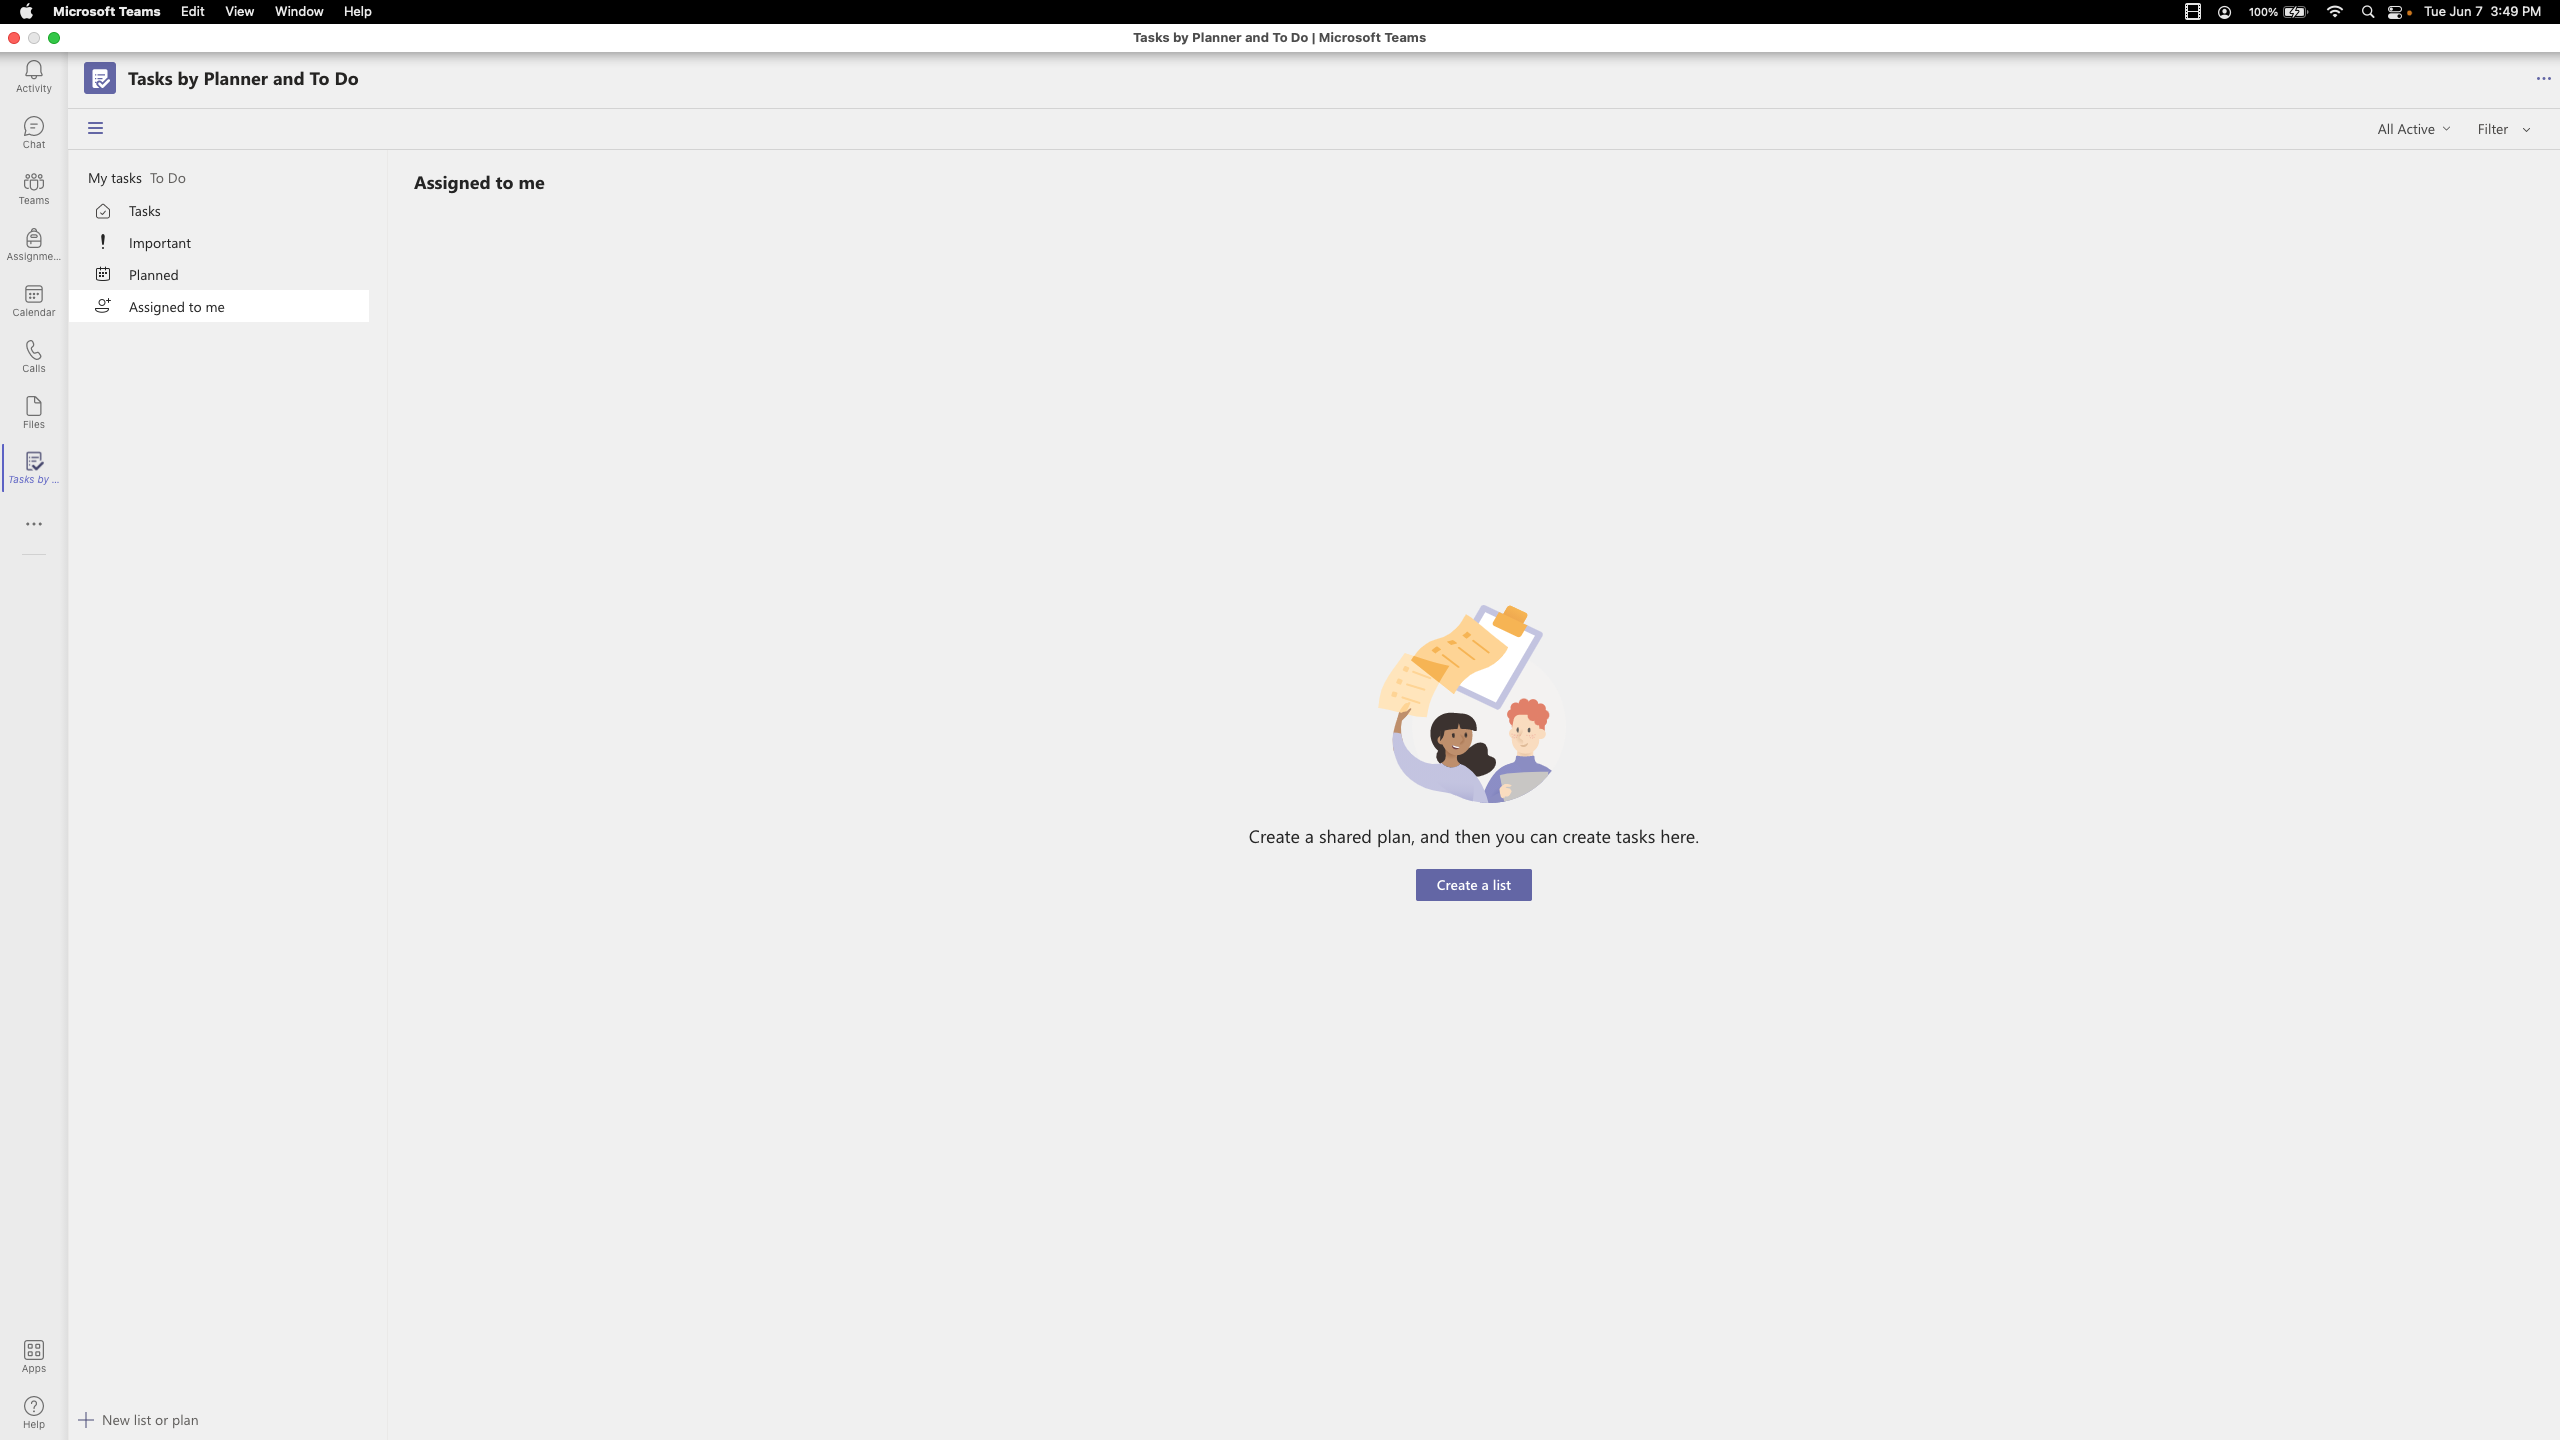 Microsoft Teams Edit View Window Help 100% Tue Jun 7 3:49 PM
Tasks by Planner and To Do | Microsoft Teams
Activity
Chat
Teams
Assignme...
Calendar
Calls
Files
Tasks by ...
Apps
Help
Tasks by Planner and To Do
All Active Filter
My tasks To Do
Tasks
Important
Planned
Assigned to me
New list or plan
Assigned to me
Create a shared plan, and then you can create tasks here.
Create a list